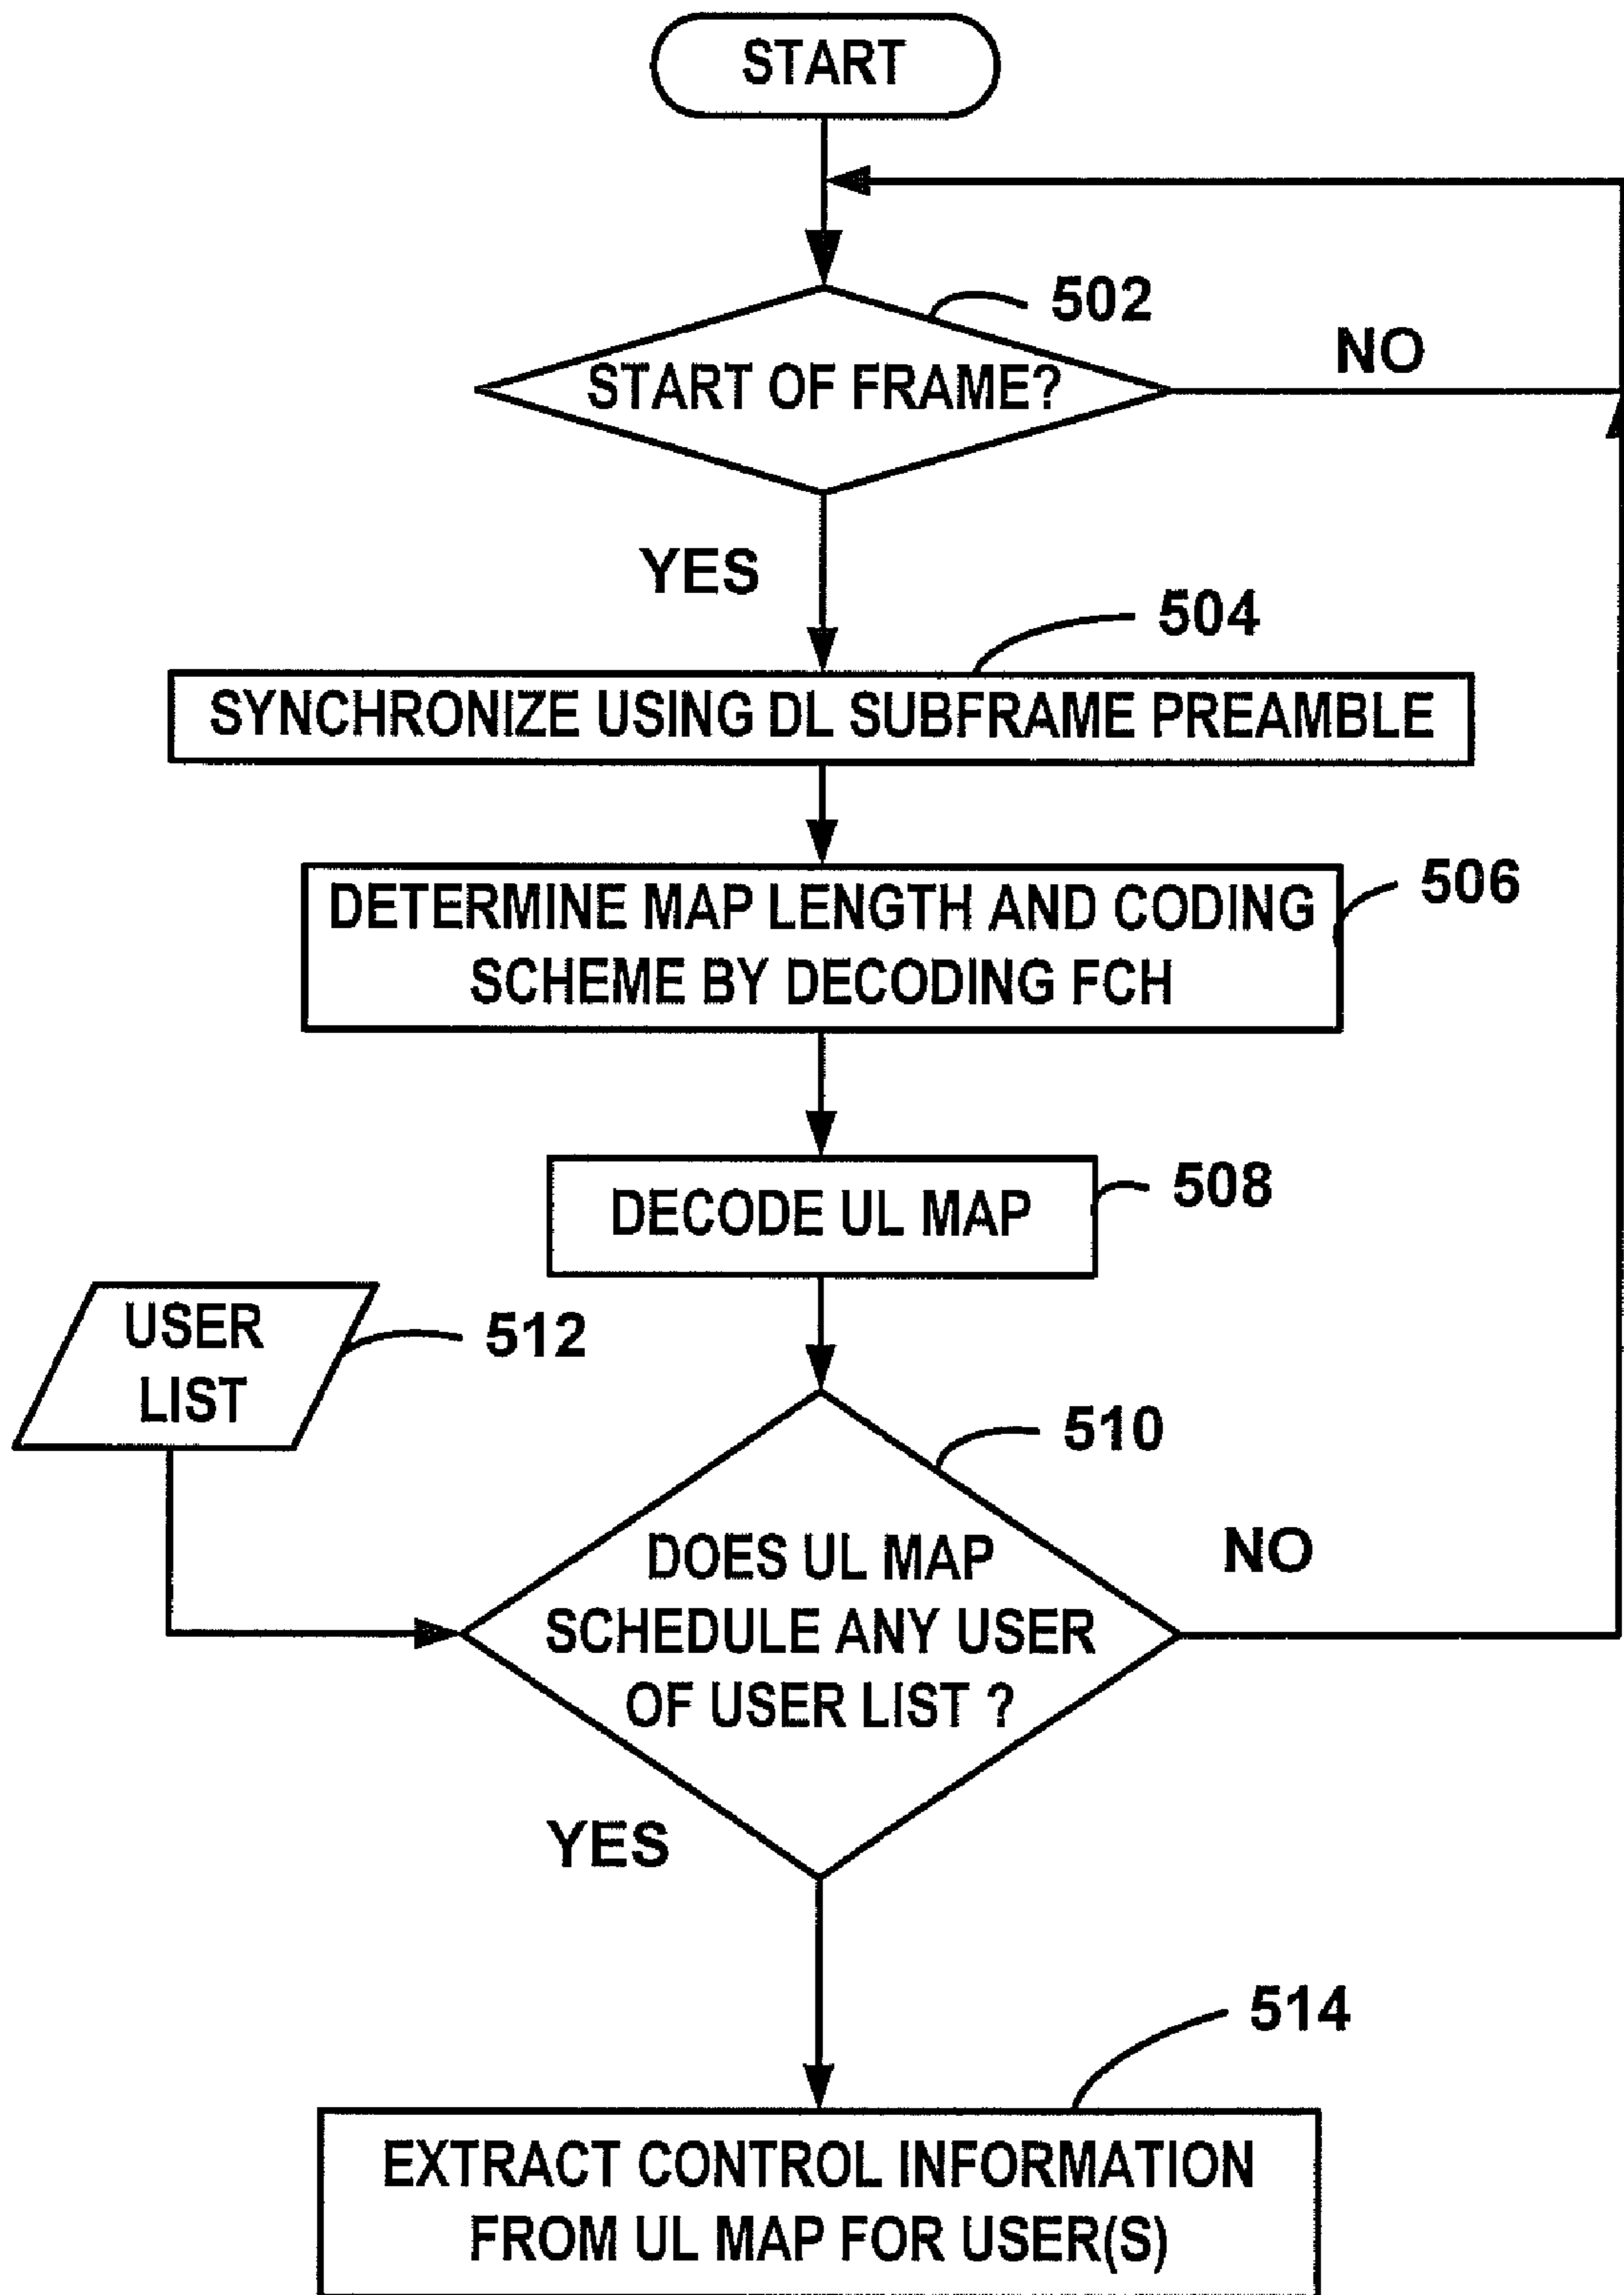 START
502
START OF FRAME?
NO
YES
504
SYNCHRONIZE USING DL SUBFRAME PREAMBLE
506
DETERMINE MAP LENGTH AND CODING
SCHEME BY DECODING FCH
508
DECODE UL MAP
USER
LIST
512
510
DOES UL MAP
SCHEDULE ANY USER
OF USER LIST ?
NO
YES
514
EXTRACT CONTROL INFORMATION
FROM UL MAP FOR USER(S)